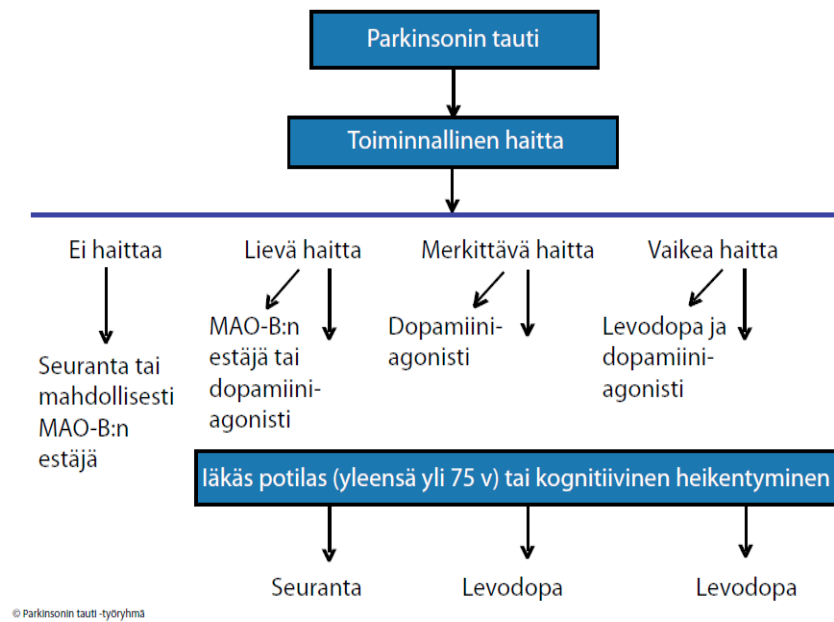 Parkinsonin tauti
Toiminnallinen haitta
Ei haittaa
Lievä haitta
Merkittävä haitta
Vaikea haitta
Seuranta tai
mahdollisesti
MAO-B:n
estäjä
MAO-B:n
estäjä tai
dopamiini-
agonisti
Dopamiini-
agonisti
Levodopa ja
dopamiini-
agonisti
Iäkäs potilas (yleensä yli 75 v) tai kognitiivinen heikentyminen
Seuranta
Levodopa
Levodopa
© Parkinsonin tauti -työryhmä